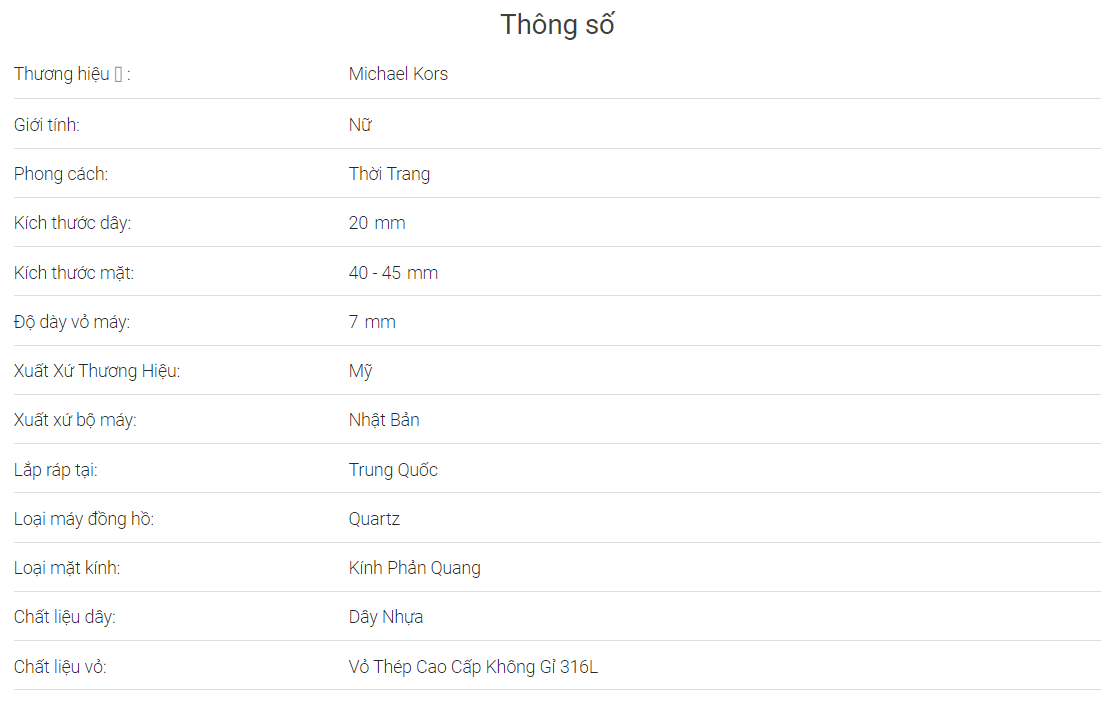 Thông số
Thương hiệu : Michael Kors
Giới tính: Nữ
Phong cách: Thời Trang
Kích thước dây: 20 mm
Kích thước mặt: 40 - 45 mm
Độ dày vỏ máy: 7 mm
Xuất Xứ Thương Hiệu: Mỹ
Xuất xứ bộ máy: Nhật Bản
Lắp ráp tại: Trung Quốc
Loại máy đồng hồ: Quartz
Loại mặt kính: Kính Phản Quang
Chất liệu dây: Dây Nhựa
Chất liệu vỏ: Vỏ Thép Cao Cấp Không Gỉ 316L